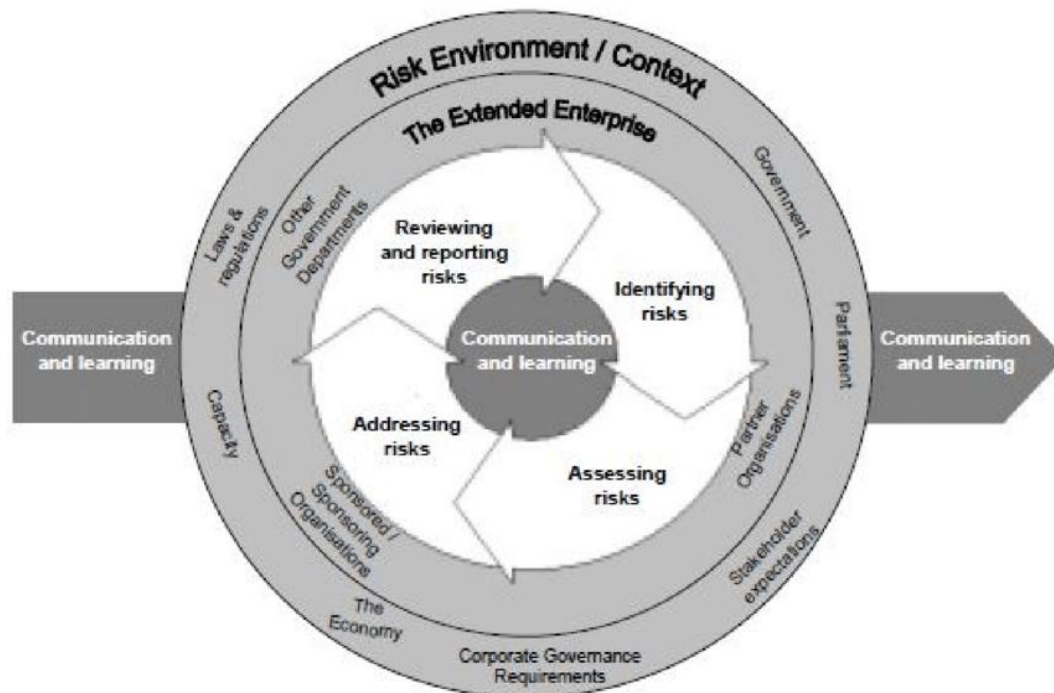 Risk Environment / Context
The Extended Enterprise
Laws &
regulations
Other
Government
Departments
Government
Reviewing
and reporting
risks
Identifying
risks
Communication
and learning
Communication
and learning
Parliament
Communication
and learning
Capacity
Addressing
risks
Assessing
risks
Partner
Organisations
Sponsored /
Sponsoring
Organisations
Stakeholder
expectations
The
Economy
Corporate Governance
Requirements